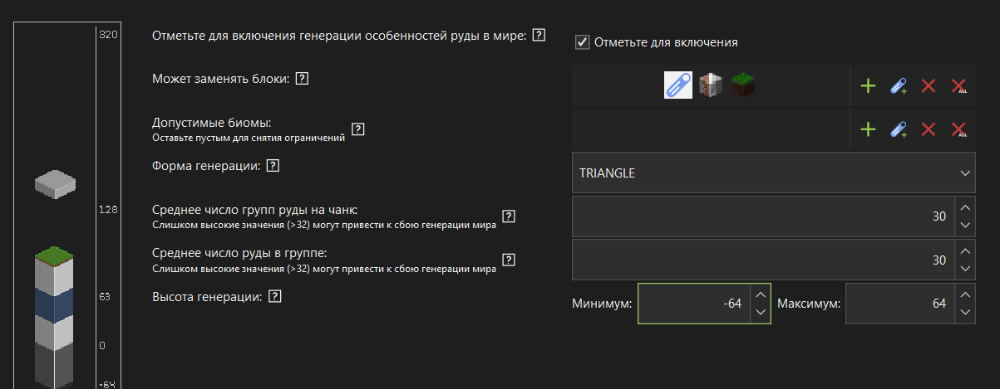 320
Отметьте для включения генерации особенностей руды в мире: ?
Отметьте для включения
Может заменять блоки: ?
ALL
Допустимые биомы: ?
Оставьте пустым для снятия ограничений
ALL
Форма генерации: ?
TRIANGLE
128
Среднее число групп руды на чанк: ?
Слишком высокие значения (>32) могут привести к сбою генерации мира
30
Среднее число руды в группе: ?
Слишком высокие значения (>32) могут привести к сбою генерации мира
30
63
Высота генерации: ?
Минимум: -64 Максимум: 64
0
-64